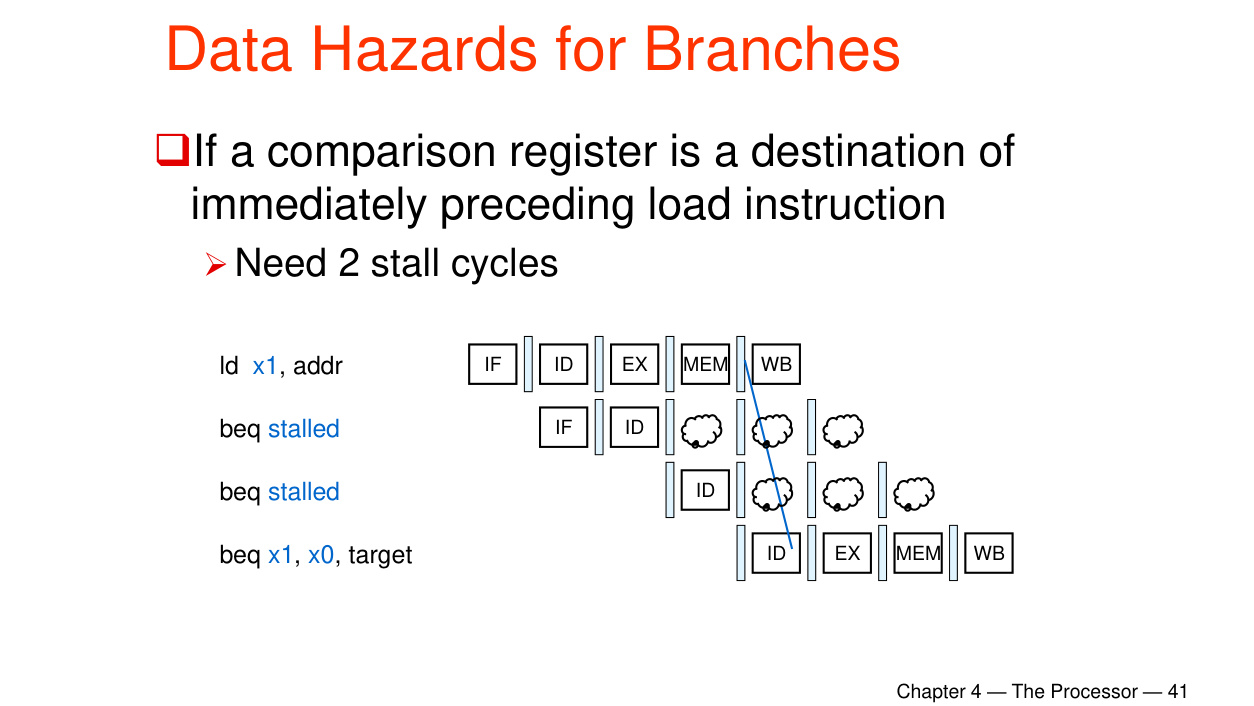 Data Hazards for Branches
If a comparison register is a destination of
immediately preceding load instruction
Need 2 stall cycles
ld x1, addr IF ID EX MEM WB
beq stalled IF ID
beq stalled ID
beq x1, x0, target ID EX MEM WB
Chapter 4 — The Processor — 41